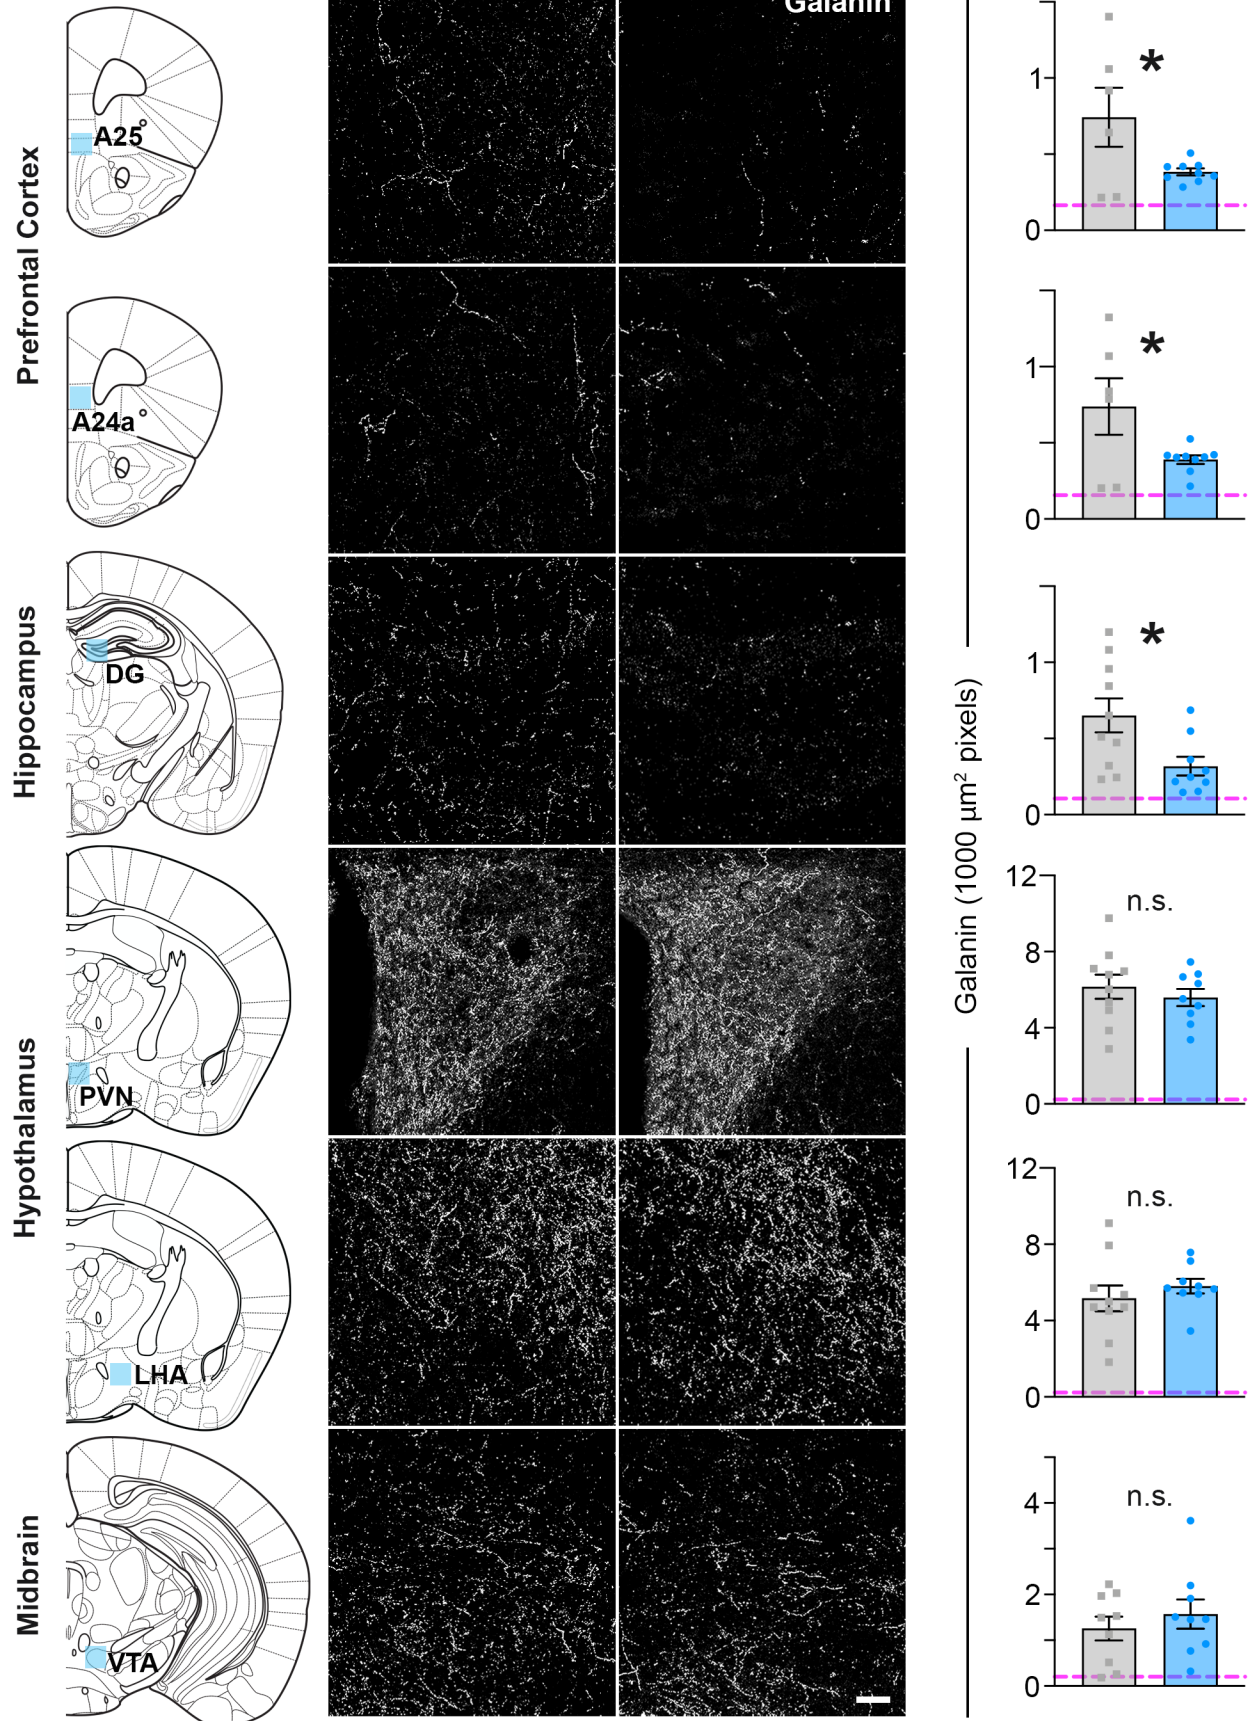 Galanin
Prefrontal Cortex
A25
1
*
0
A24a
1
*
0
Hippocampus
DG
1
*
0
Galanin (1000 µm² pixels)
Hypothalamus
PVN
12
n.s.
8
4
0
LHA
12
n.s.
8
4
0
Midbrain
VTA
4
n.s.
2
0